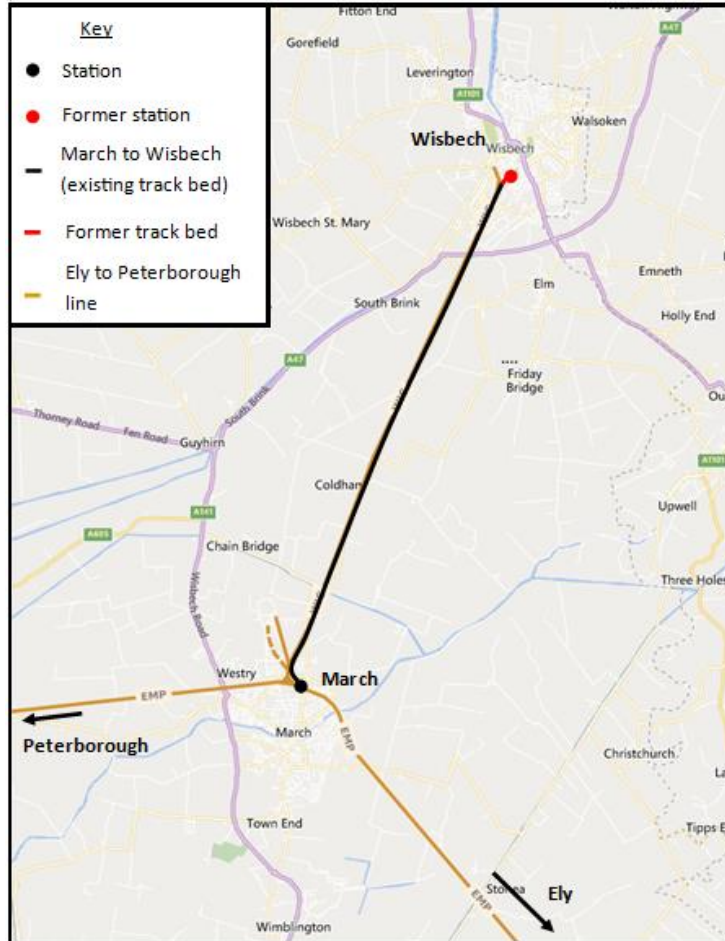 Key
Station
Former station
March to Wisbech
(existing track bed)
Former track bed
Ely to Peterborough
line
Fitton End
A47
Gorefield
Leverington
A1101
Walsoken
Wisbech
Wisbech
Wisbech St. Mary
Emneth
Elm
South Brink
Holly End
A47
Friday
Bridge
South Brink
Thorney Road
Fen Road
Guyhirn
A1101
Coldham
Upwell
A141
A605
Chain Bridge
Three Holes
Wisbech Road
Westry
March
EMP
Peterborough
March
EMP
Christchurch
Town End
Tipps E
Stonea
Ely
EMP
Wimblington